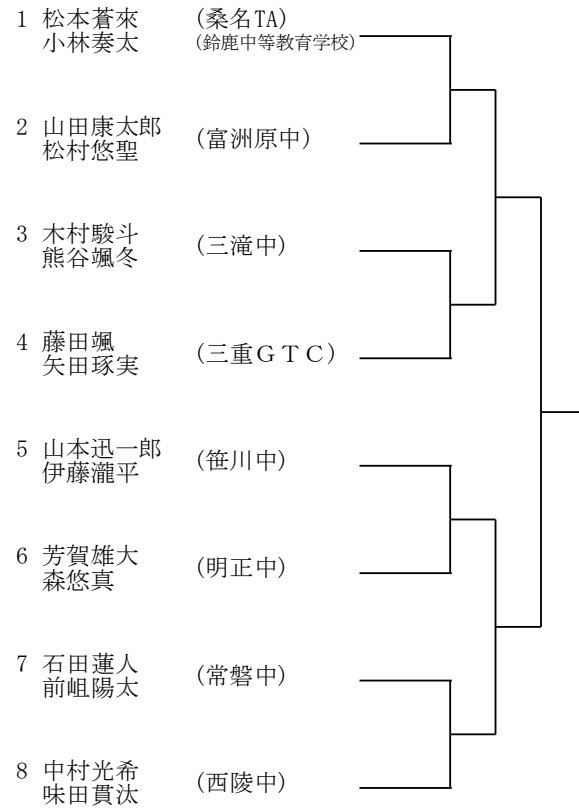 1 松本蒼來 (桑名TA)
小林奏太 (鈴鹿中等教育学校)
2 山田康太郎
松村悠聖 (富洲原中)
3 木村駿斗
熊谷颯冬 (三滝中)
4 藤田颯
矢田琢実 (三重ＧＴＣ)
5 山本迅一郎
伊藤瀧平 (笹川中)
6 芳賀雄大
森悠真 (明正中)
7 石田蓮人
前岨陽太 (常磐中)
8 中村光希
味田貫汰 (西陵中)